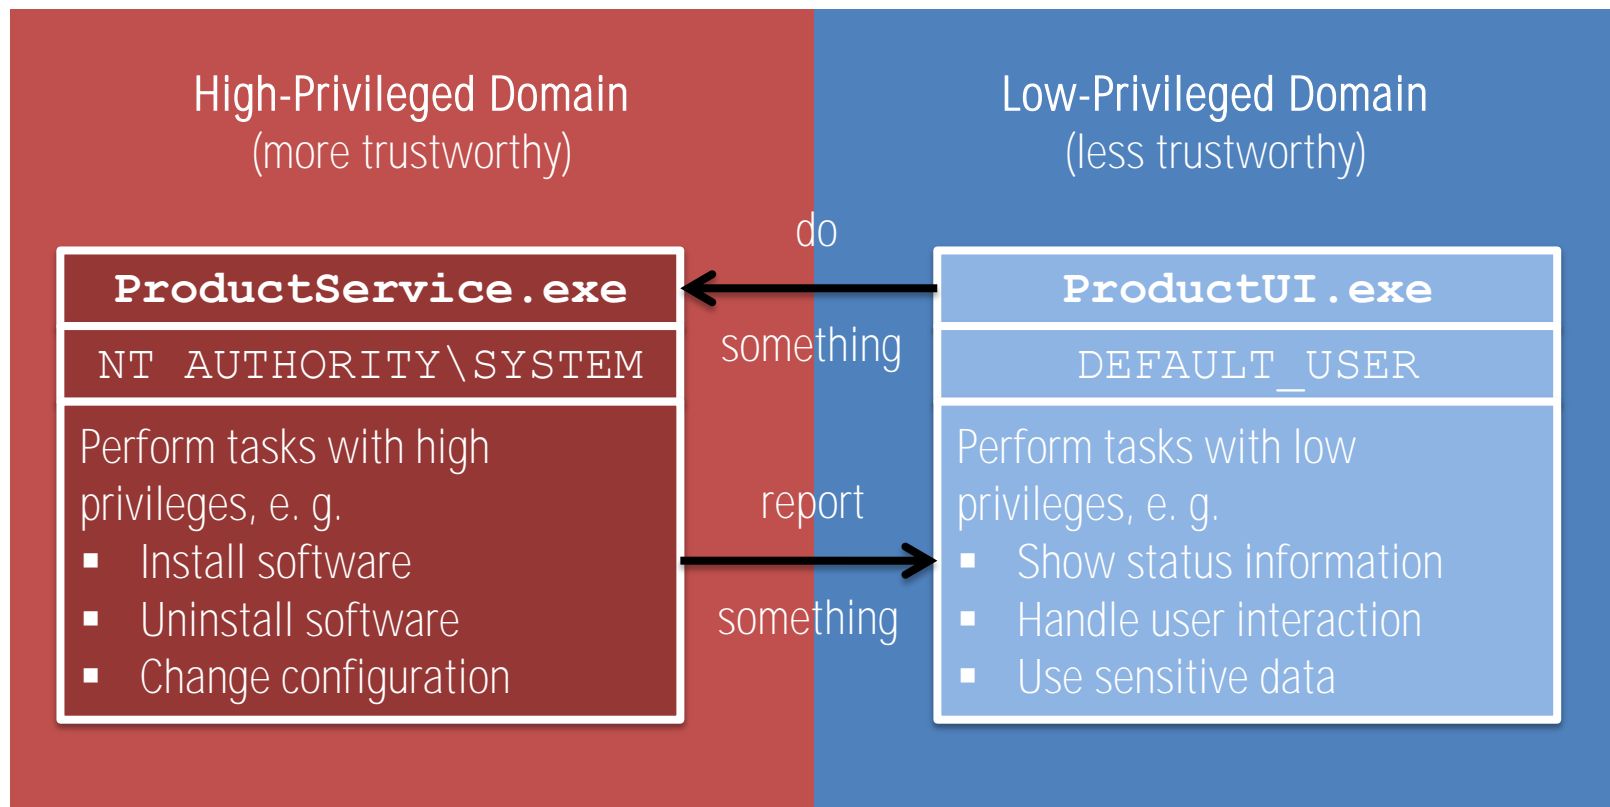 High-Privileged Domain
(more trustworthy)
Low-Privileged Domain
(less trustworthy)
do
something
ProductService.exe
NT AUTHORITY\SYSTEM
Perform tasks with high
privileges, e. g.
▪ Install software
▪ Uninstall software
▪ Change configuration
report
something
ProductUI.exe
DEFAULT_USER
Perform tasks with low
privileges, e. g.
▪ Show status information
▪ Handle user interaction
▪ Use sensitive data